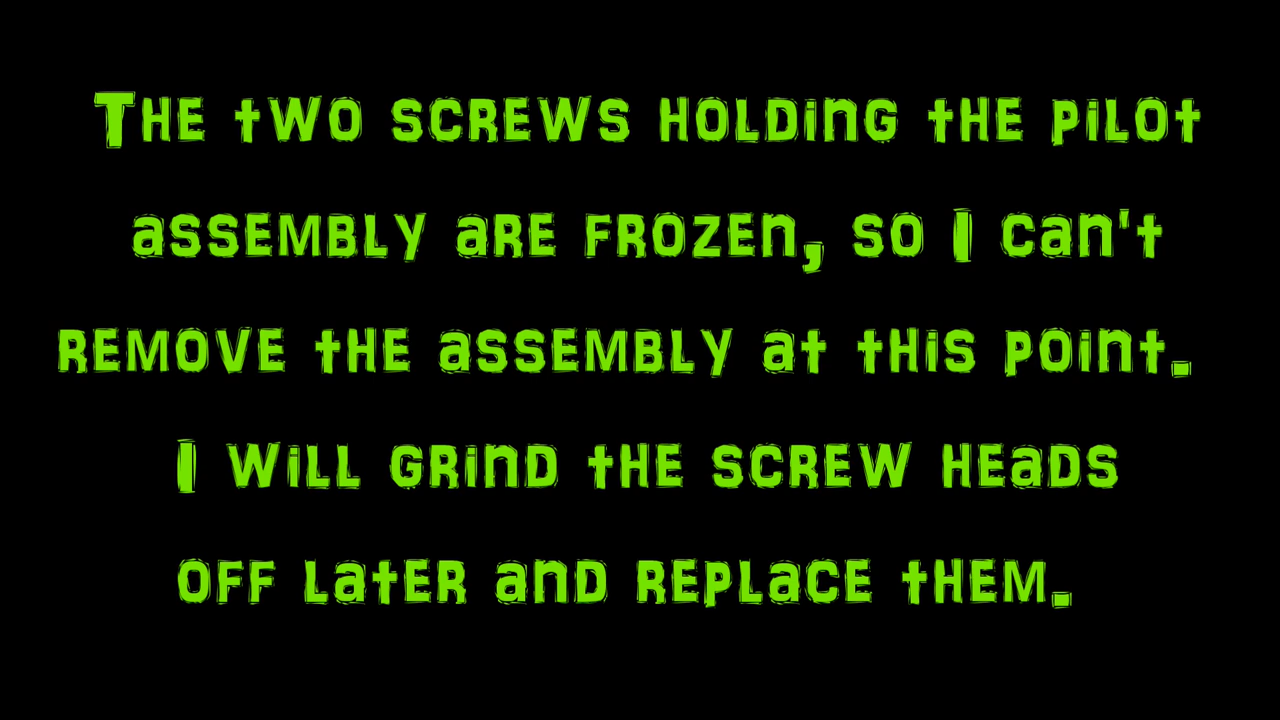 The two screws holding the pilot
assembly are frozen, so I can't
remove the assembly at this point.
I will grind the screw heads
off later and replace them.